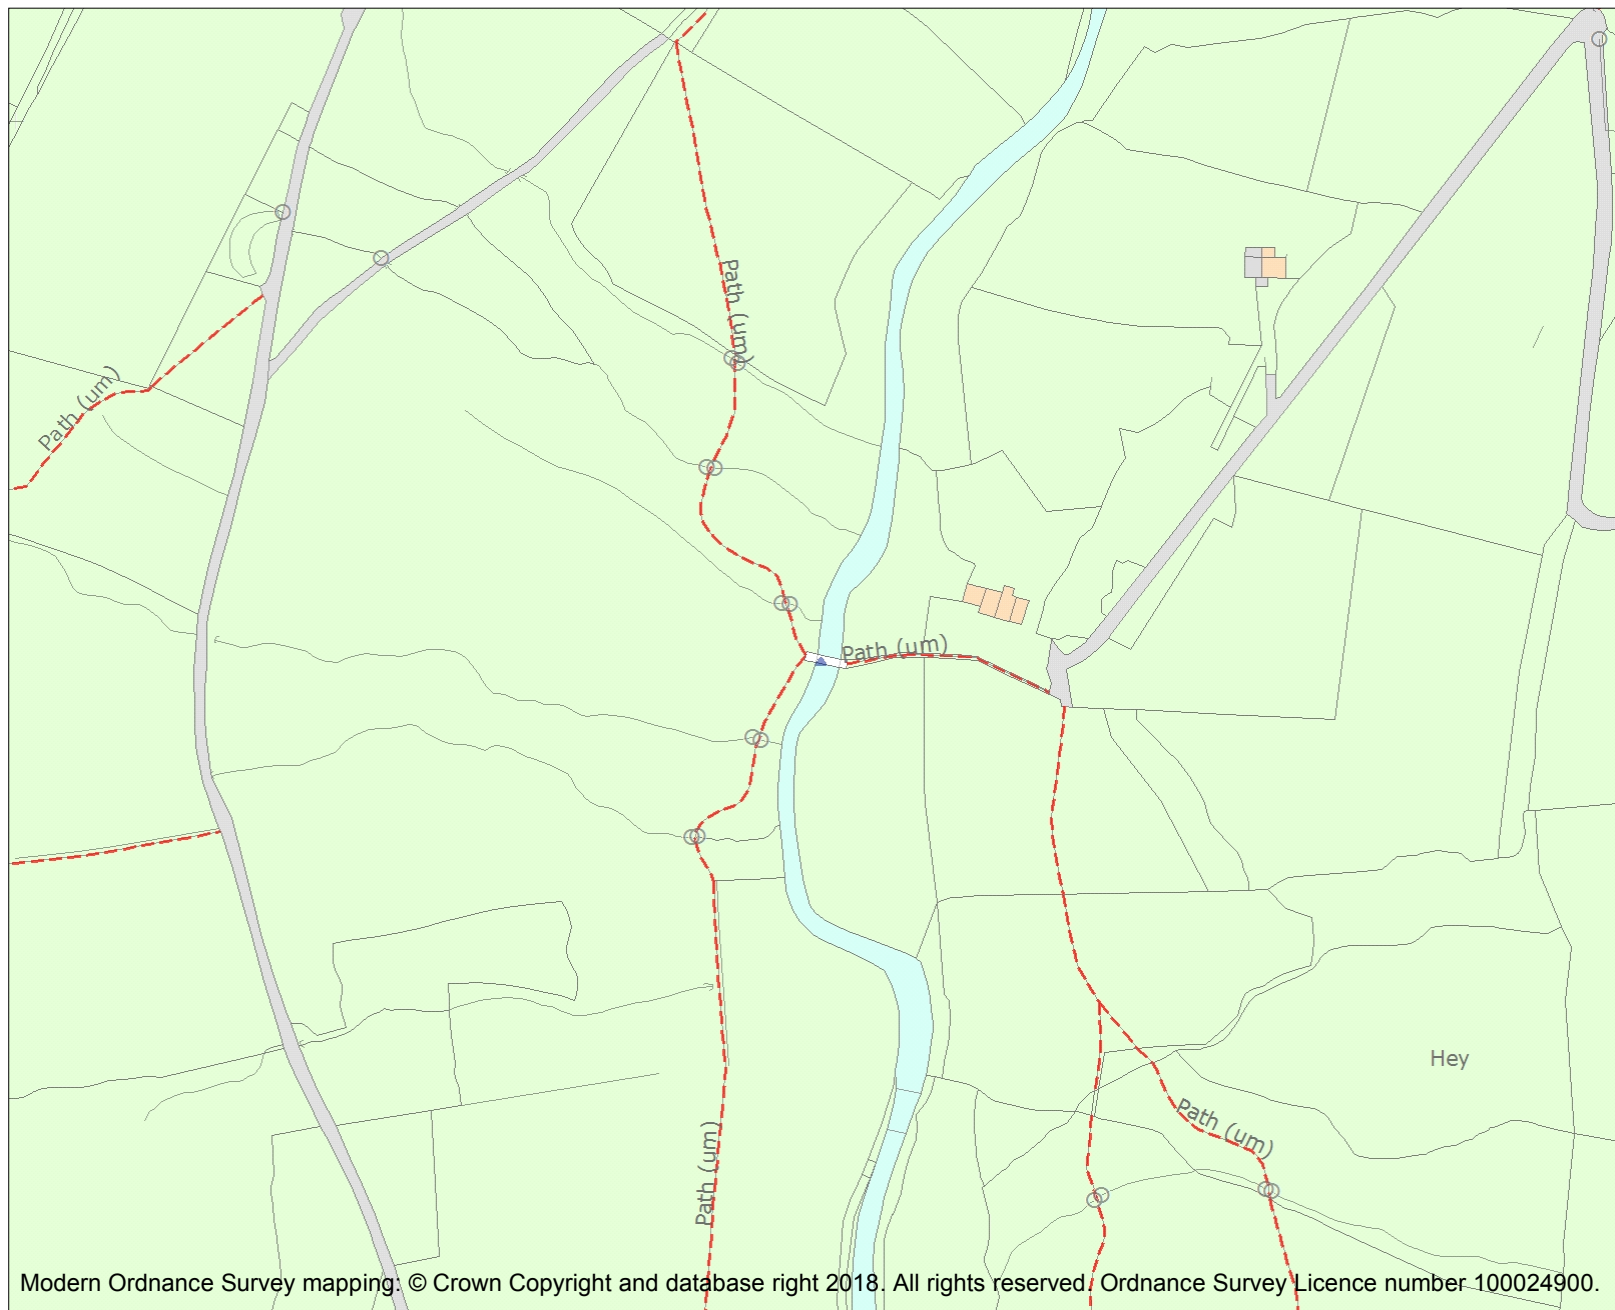 Path (um)
Path (um)
Path (um)
Hey
Path (um)
Path (um)
Modern Ordnance Survey mapping: © Crown Copyright and database right 2018. All rights reserved. Ordnance Survey Licence number 100024900.